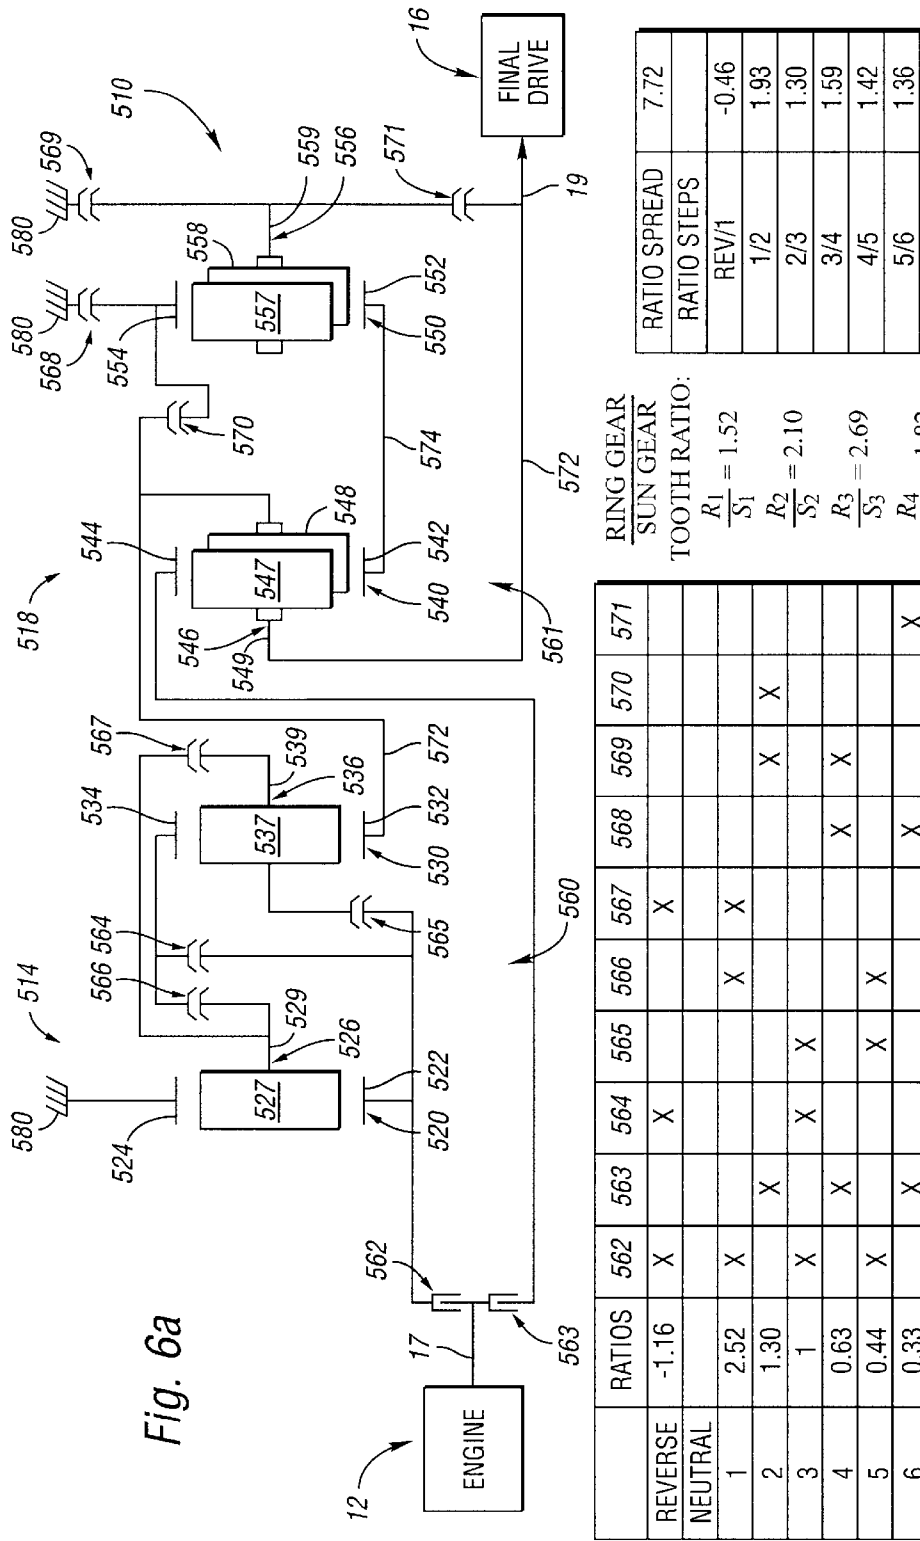 Fig. 6a
510
518
514
16
FINAL
DRIVE
19
580
569
580
568
559
556
571
558
557
552
550
554
570
574
572
544
548
547
542
540
546
549
561
567
534
539
536
537
572
532
530
564
566
565
560
580
529
526
527
522
520
524
562
563
17
12
ENGINE
RATIOS 562 563 564 565 566 567 568 569 570 571
REVERSE -1.16 X X X
NEUTRAL
1 2.52 X X X
2 1.30 X X X
3 1 X X X
4 0.63 X X X
5 0.44 X X X
6 0.33 X X X
RING GEAR
SUN GEAR
TOOTH RATIO:
R1/S1 = 1.52
R2/S2 = 2.10
R3/S3 = 2.69
R4
RATIO SPREAD 7.72
RATIO STEPS
REV/1 -0.46
1/2 1.93
2/3 1.30
3/4 1.59
4/5 1.42
5/6 1.36